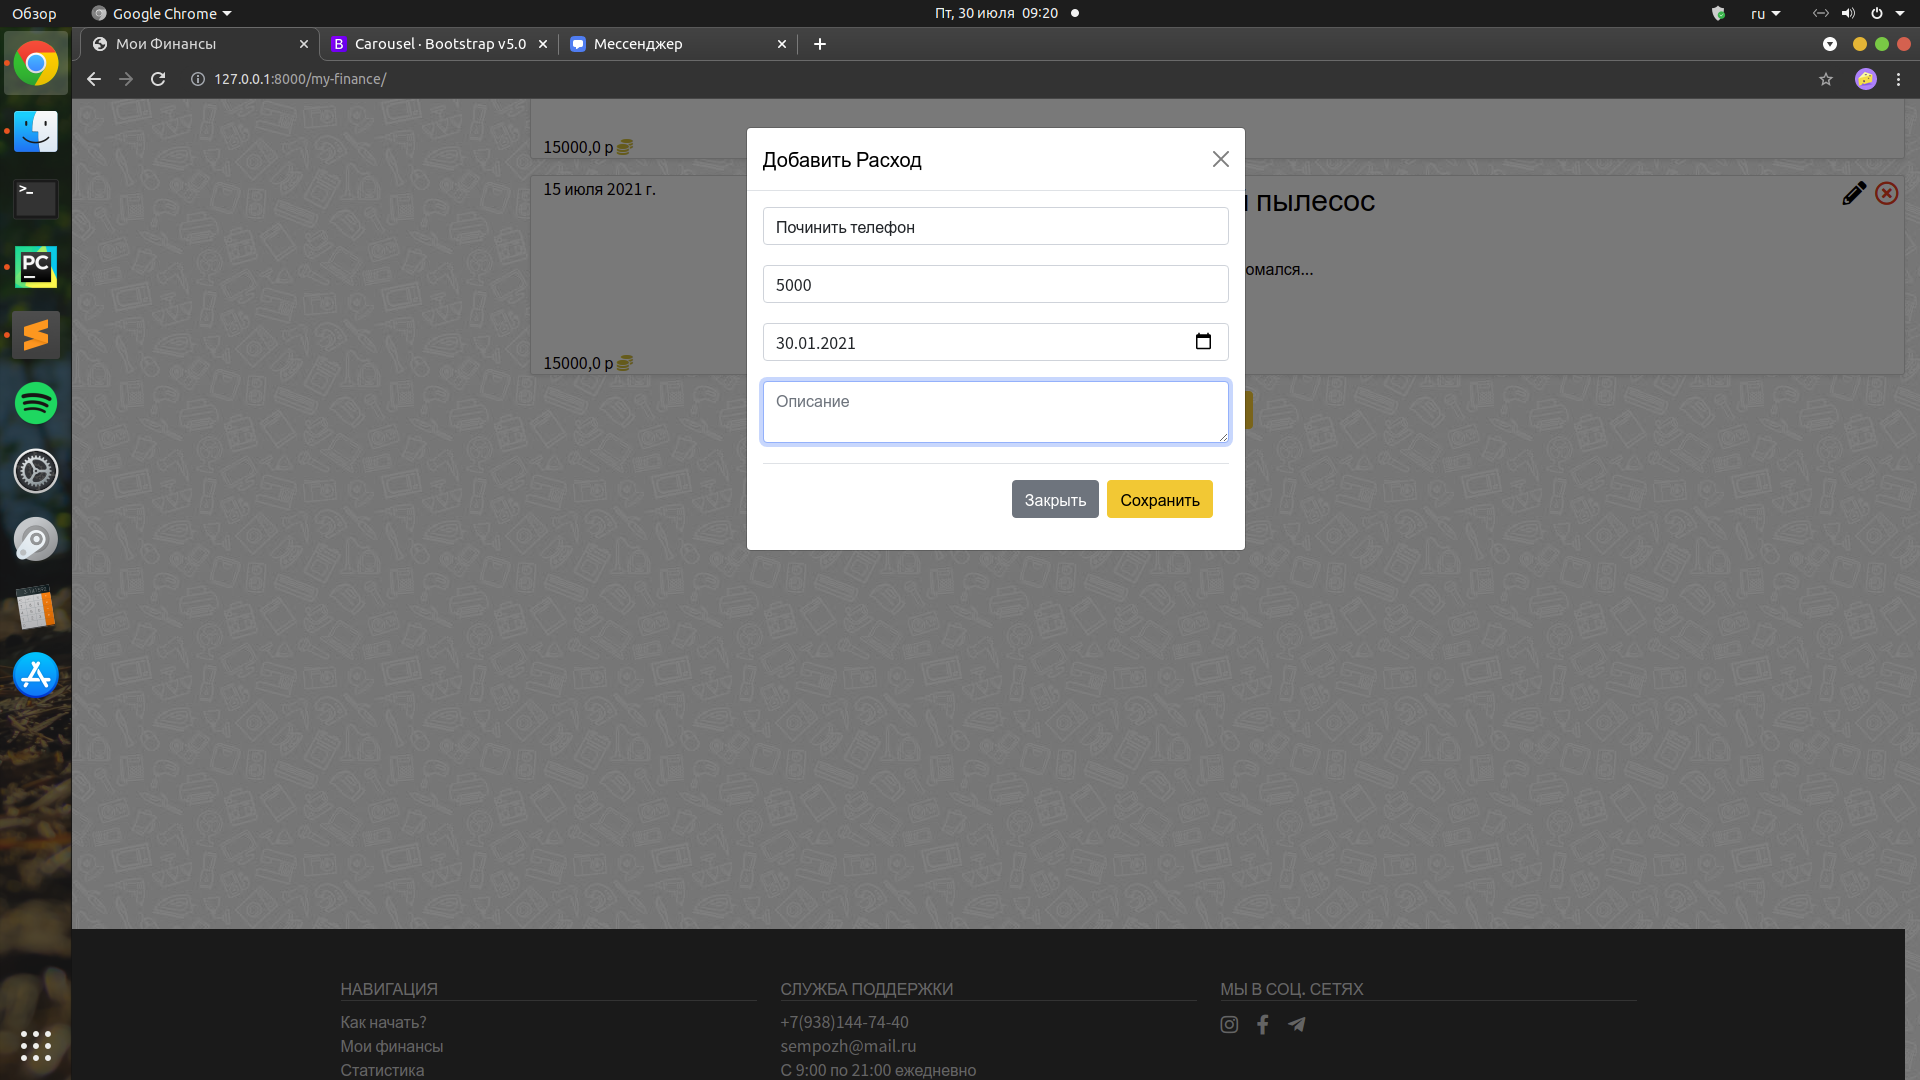 Обзор
Google Chrome
Пт, 30 июля 09:20
ru
Мои Финансы
Carousel · Bootstrap v5.0
Мессенджер
127.0.0.1:8000/my-finance/
15000,0 р
15 июля 2021 г.
пылесос
омался...
15000,0 р
Добавить Расход
Починить телефон
5000
30.01.2021
Описание
Закрыть
Сохранить
PC
НАВИГАЦИЯ
Как начать?
Мои финансы
Статистика
СЛУЖБА ПОДДЕРЖКИ
+7(938)144-74-40
sempozh@mail.ru
С 9:00 по 21:00 ежедневно
МЫ В СОЦ. СЕТЯХ